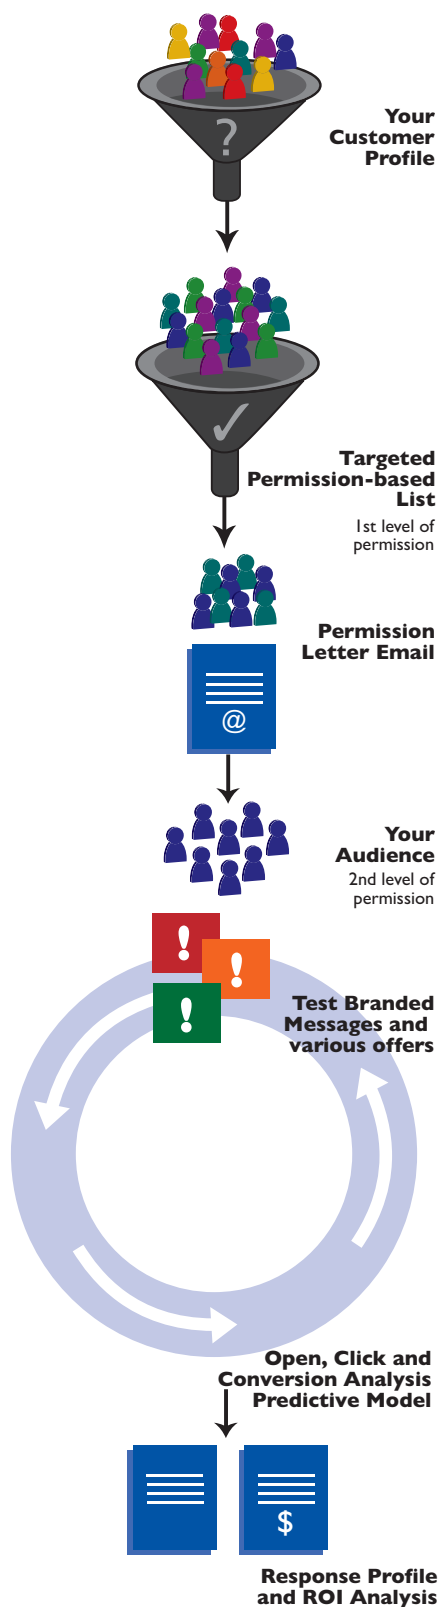 ?
Your
Customer
Profile
✓
Targeted
Permission-based
List
1st level of
permission
Permission
Letter Email
@
Your
Audience
2nd level of
permission
!
!
!
Test Branded
Messages and
various offers
Open, Click and
Conversion Analysis
Predictive Model
$
Response Profile
and ROI Analysis